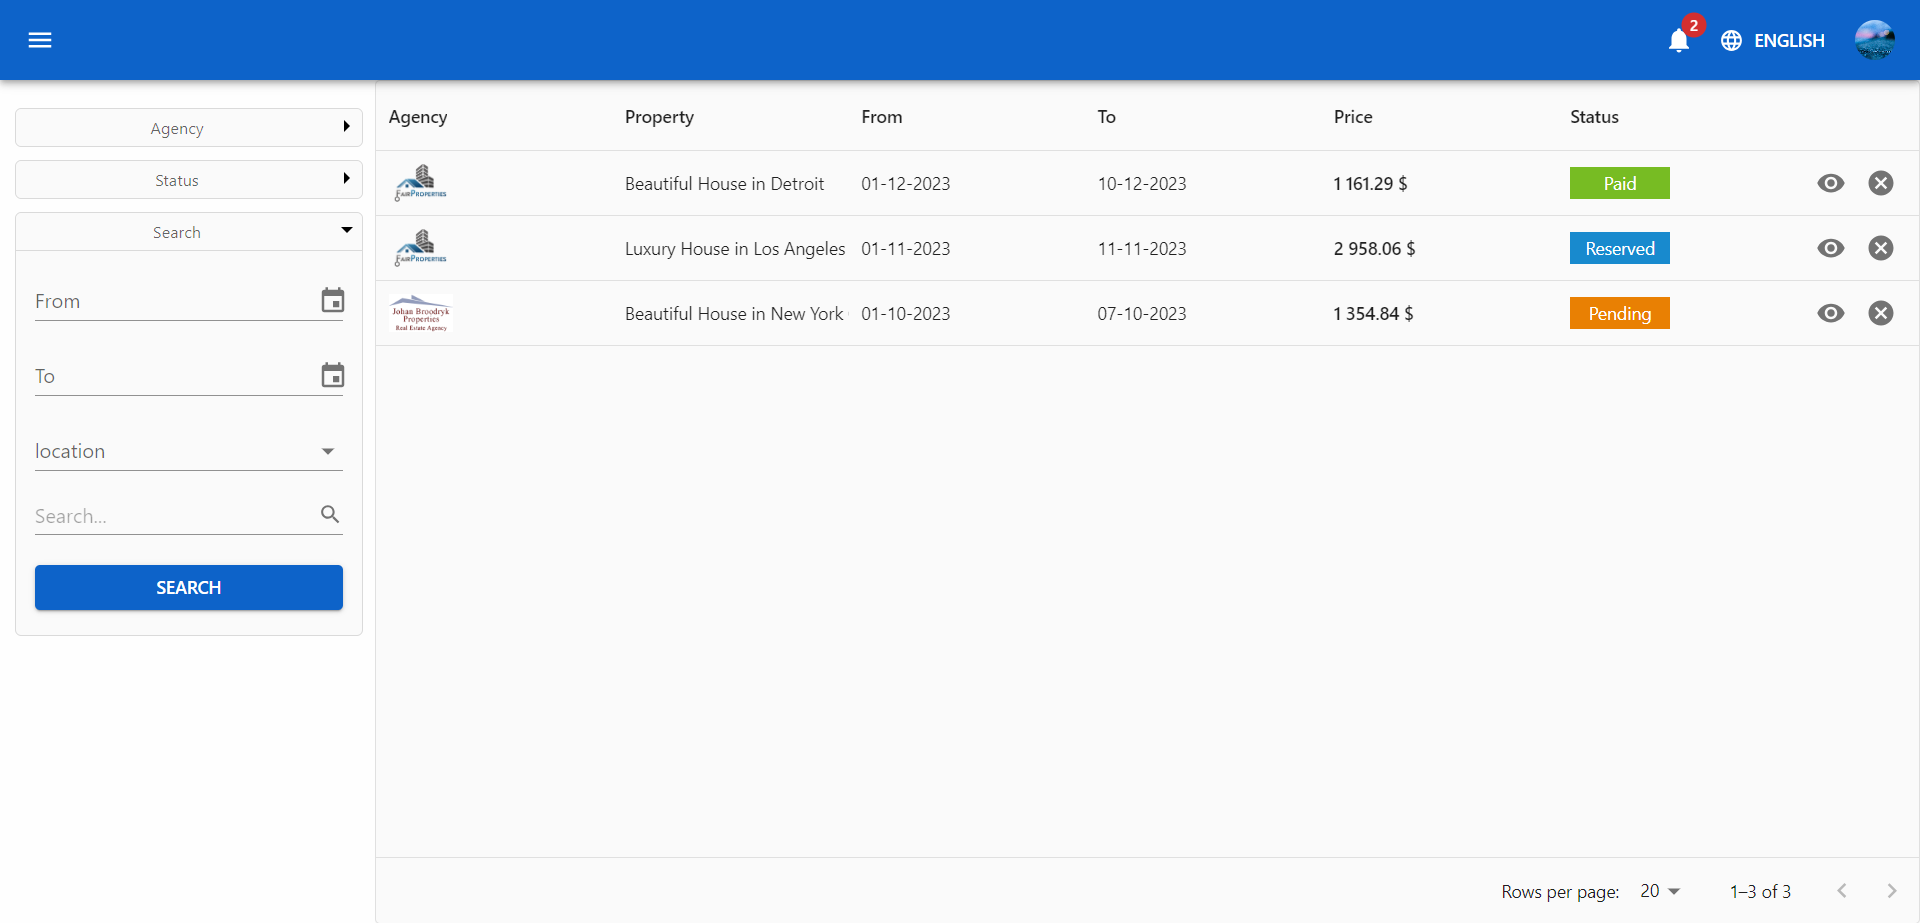 2
ENGLISH
Agency
Status
Search
From
To
location
Search...
SEARCH
Agency Property From To Price Status
FAIRPROPERTIES Beautiful House in Detroit 01-12-2023 10-12-2023 1 161.29 $ Paid
FAIRPROPERTIES Luxury House in Los Angeles 01-11-2023 11-11-2023 2 958.06 $ Reserved
Johan Broodryk
Properties
Real Estate Agency
Beautiful House in New York 01-10-2023 07-10-2023 1 354.84 $ Pending
Rows per page: 20 1–3 of 3